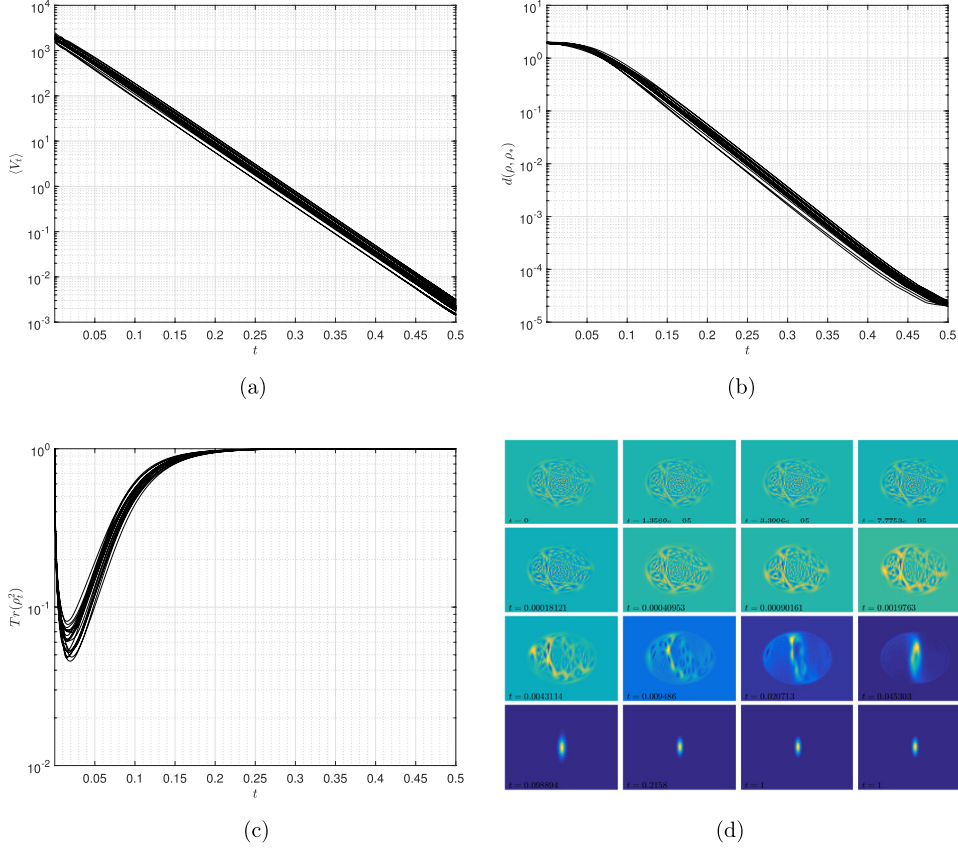 10^4
10^3
10^2
10^1
10^0
10^-1
10^-2
10^-3
⟨V_t⟩
0.05 0.1 0.15 0.2 0.25 0.3 0.35 0.4 0.45 0.5
t
(a)
10^1
10^0
10^-1
10^-2
10^-3
10^-4
10^-5
d(ρ, ρ_*)
0.05 0.1 0.15 0.2 0.25 0.3 0.35 0.4 0.45 0.5
t
(b)
10^0
10^-1
10^-2
Tr(ρ_t^2)
0.05 0.1 0.15 0.2 0.25 0.3 0.35 0.4 0.45 0.5
t
(c)
t = 0
05
05
05
t = 0.00018121
t = 0.00040953
t = 0.00090161
t = 0.0019763
t = 0.0043114
t = 0.009486
t = 0.020713
t = 0.045303
t = 0.098894
t = 0.2158
t = 1
t = 1
(d)